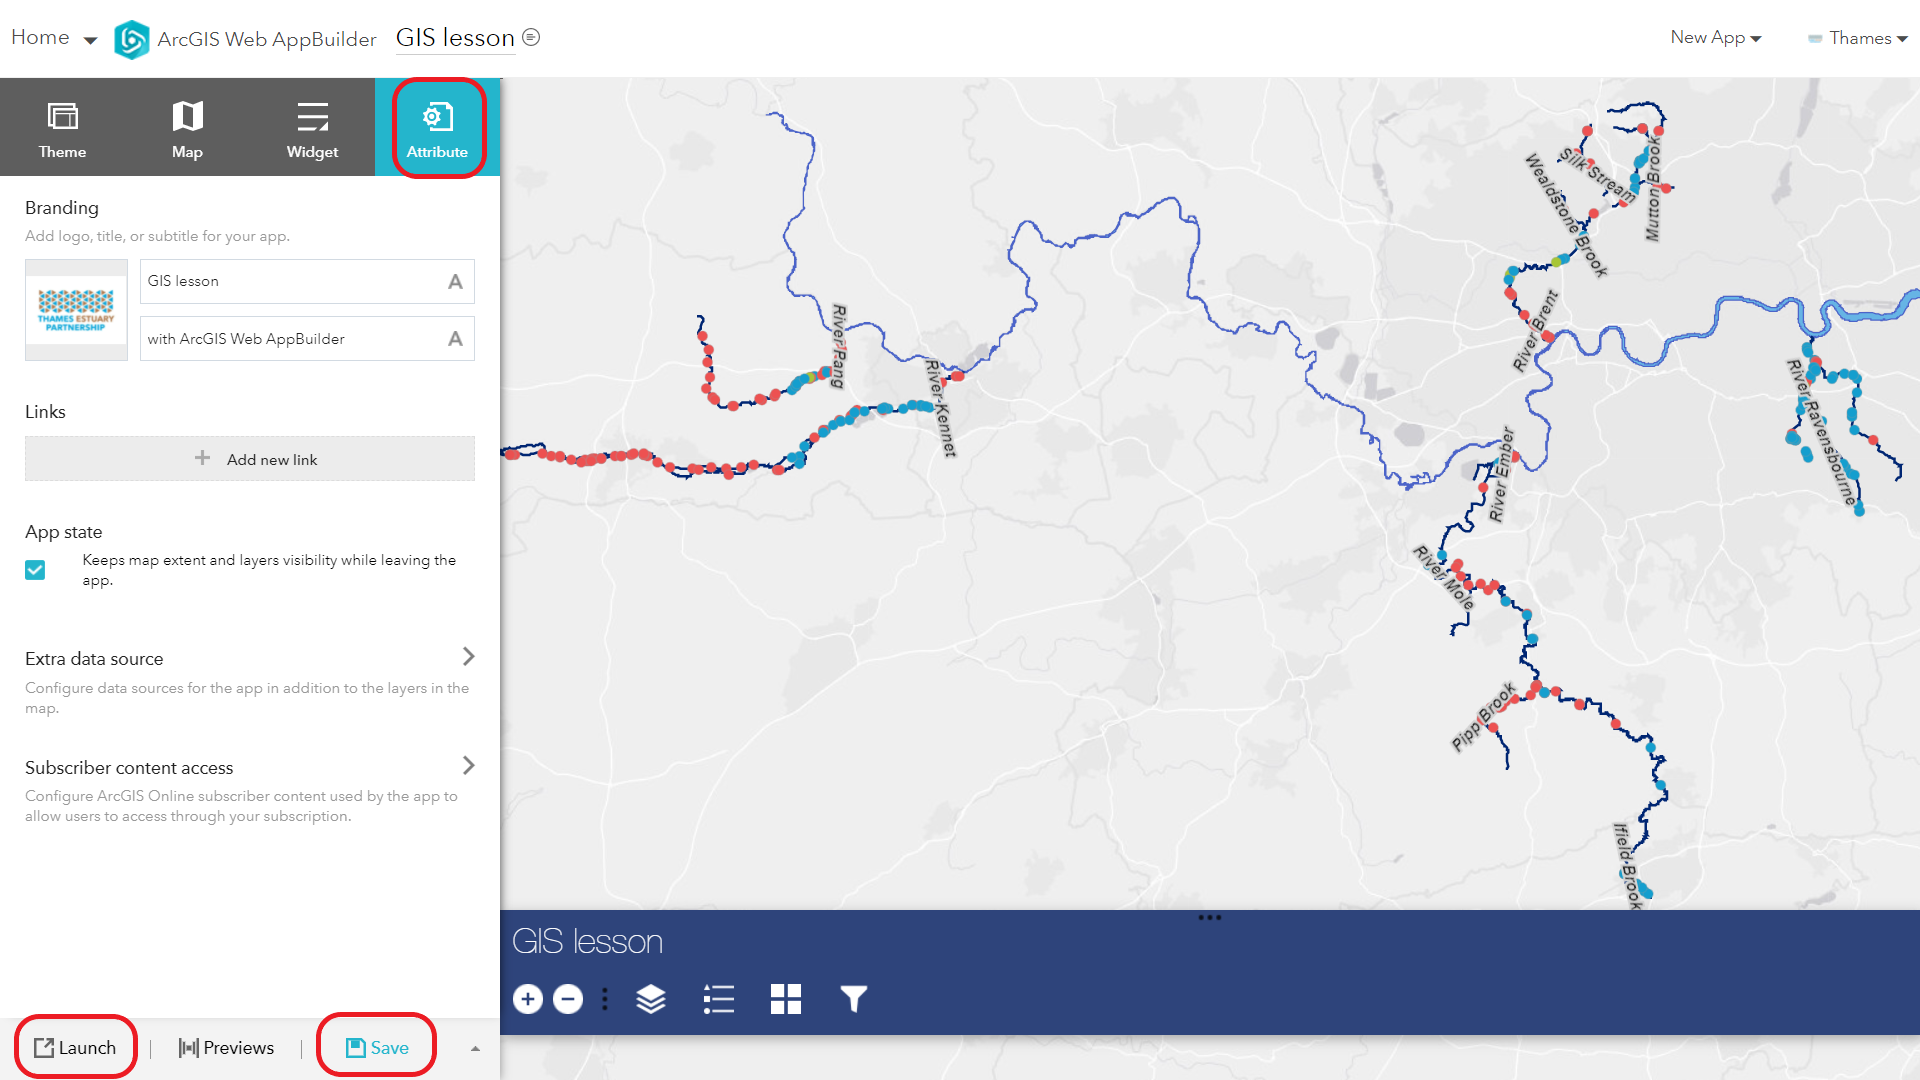 Home
ArcGIS Web AppBuilder
GIS lesson
New App
Thames
Theme
Map
Widget
Attribute
Branding
Add logo, title, or subtitle for your app.
THAMES ESTUARY
PARTNERSHIP
GIS lesson
A
with ArcGIS Web AppBuilder
A
Links
+ Add new link
App state
Keeps map extent and layers visibility while leaving the
app.
Extra data source
Configure data sources for the app in addition to the layers in the
map.
Subscriber content access
Configure ArcGIS Online subscriber content used by the app to
allow users to access through your subscription.
Launch
Previews
Save
Silk Stream
Mutton Brook
Wealdstone Brook
River Brent
River Pang
River Kennet
River Ravensbourne
River Ember
River Mole
Pipp Brook
Ifield Brook
GIS lesson